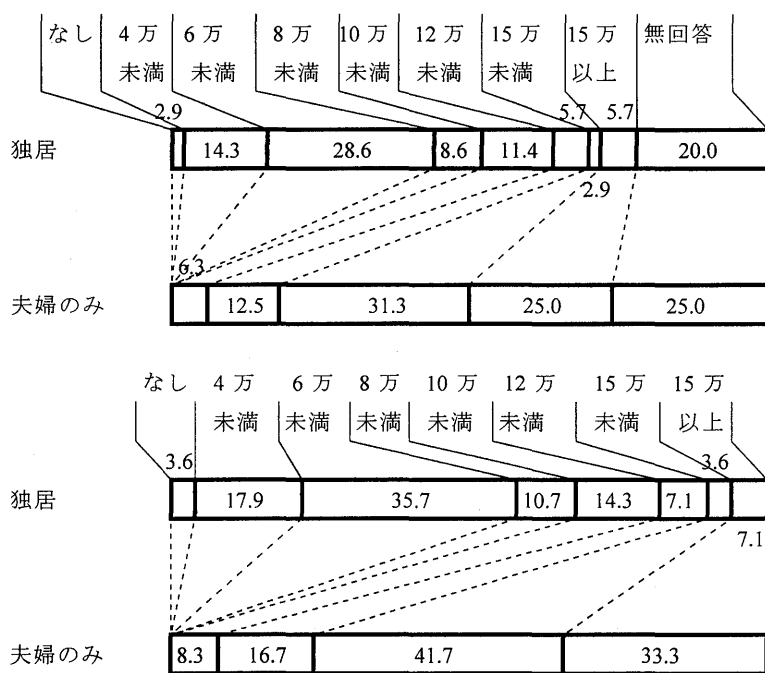 なし 4万 6万 8万 10万 12万 15万 15万 無回答
未満 未満 未満 未満 未満 未満 以上
2.9 5.7 5.7
独居 14.3 28.6 8.6 11.4 20.0
2.9
6.3
夫婦のみ 12.5 31.3 25.0 25.0
なし 4万 6万 8万 10万 12万 15万 15万
未満 未満 未満 未満 未満 未満 以上
3.6 3.6
独居 17.9 35.7 10.7 14.3 7.1
7.1
夫婦のみ 8.3 16.7 41.7 33.3